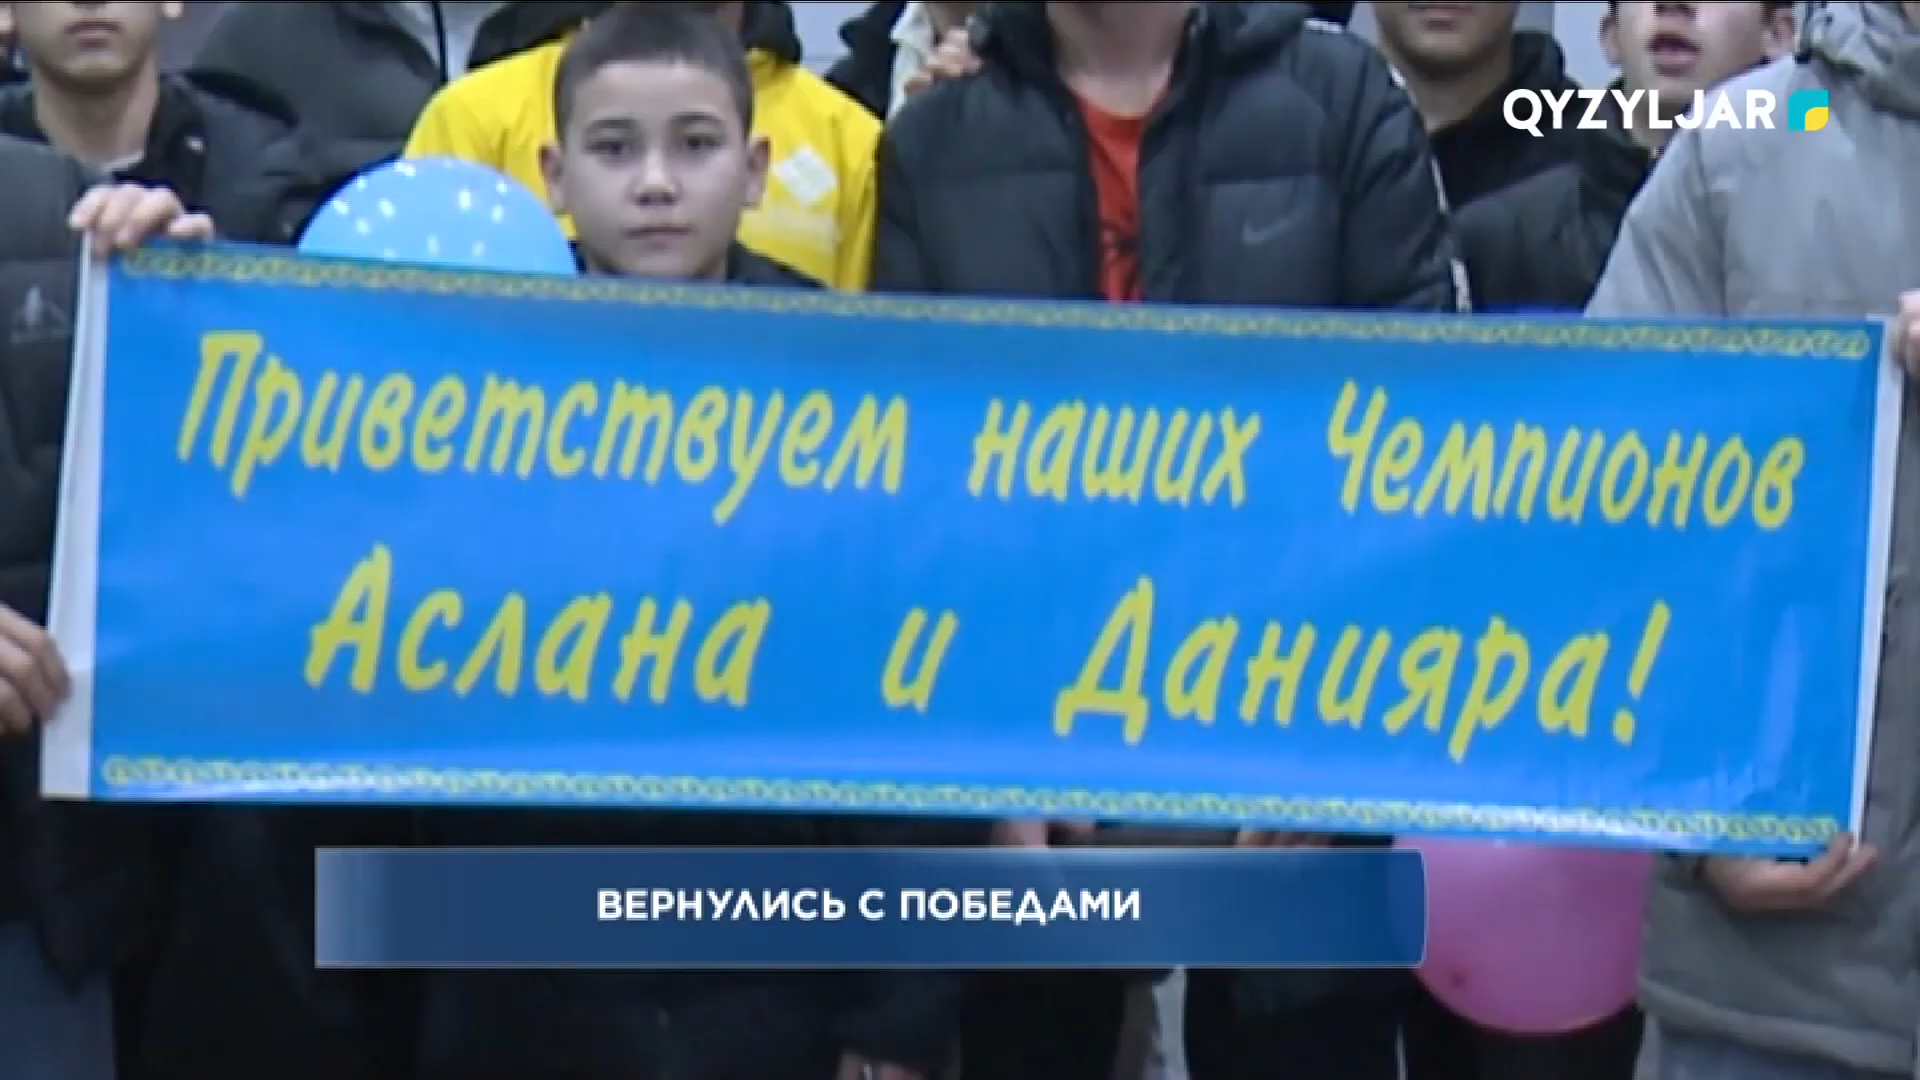 QYZYLJAR
Приветствуем наших Чемпионов
Аслана и Данияра!
ВЕРНУЛИСЬ С ПОБЕДАМИ